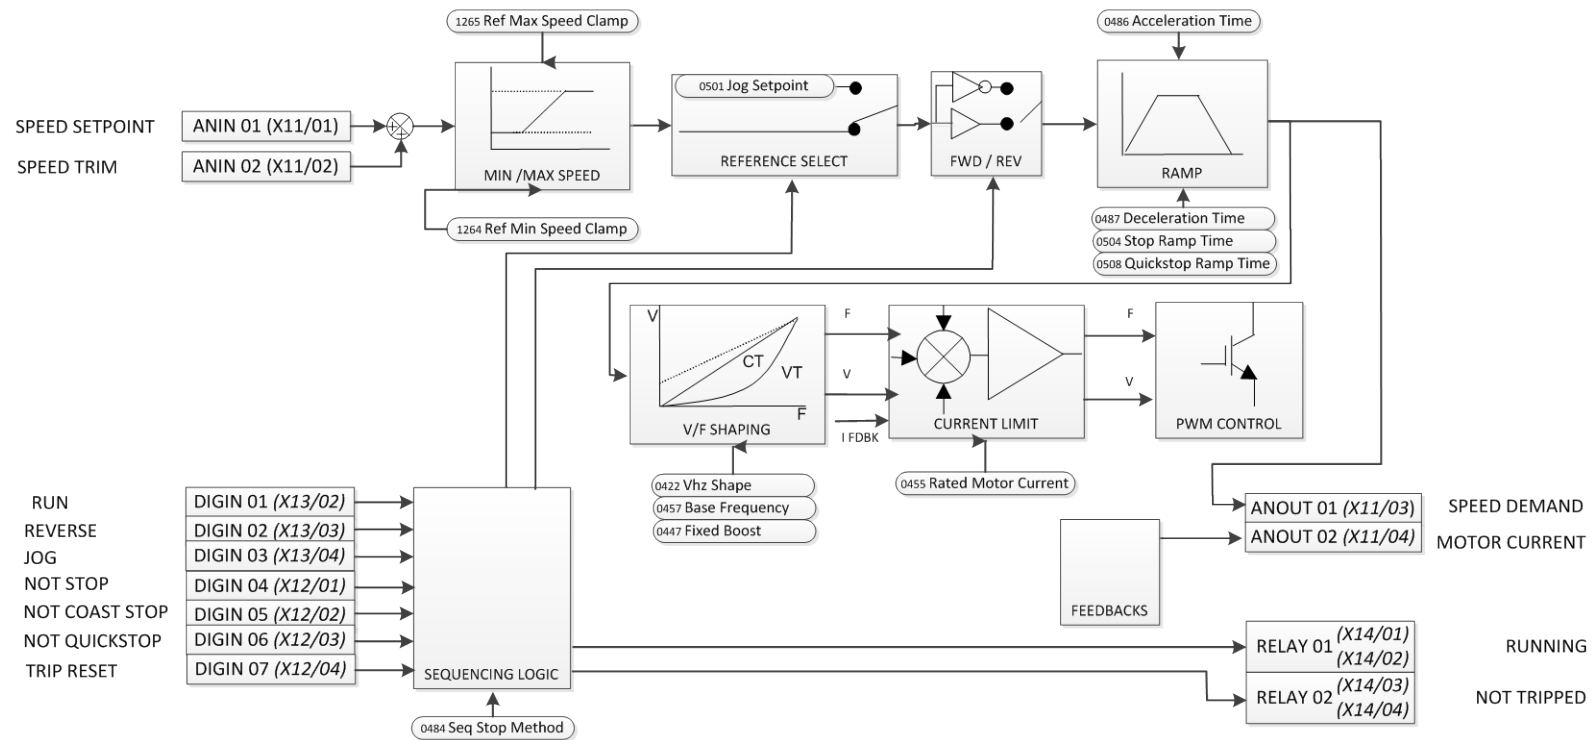 1265 Ref Max Speed Clamp
0486 Acceleration Time
0501 Jog Setpoint
SPEED SETPOINT
ANIN 01 (X11/01)
SPEED TRIM
ANIN 02 (X11/02)
MIN /MAX SPEED
REFERENCE SELECT
FWD / REV
RAMP
1264 Ref Min Speed Clamp
0487 Deceleration Time
0504 Stop Ramp Time
0508 Quickstop Ramp Time
V
CT
VT
F
V/F SHAPING
F
V
I FDBK
CURRENT LIMIT
F
V
PWM CONTROL
0422 Vhz Shape
0457 Base Frequency
0447 Fixed Boost
0455 Rated Motor Current
RUN
DIGIN 01 (X13/02)
REVERSE
DIGIN 02 (X13/03)
JOG
DIGIN 03 (X13/04)
NOT STOP
DIGIN 04 (X12/01)
NOT COAST STOP
DIGIN 05 (X12/02)
NOT QUICKSTOP
DIGIN 06 (X12/03)
TRIP RESET
DIGIN 07 (X12/04)
SEQUENCING LOGIC
0484 Seq Stop Method
FEEDBACKS
ANOUT 01 (X11/03)
SPEED DEMAND
ANOUT 02 (X11/04)
MOTOR CURRENT
RELAY 01 (X14/01)
(X14/02)
RUNNING
RELAY 02 (X14/03)
(X14/04)
NOT TRIPPED